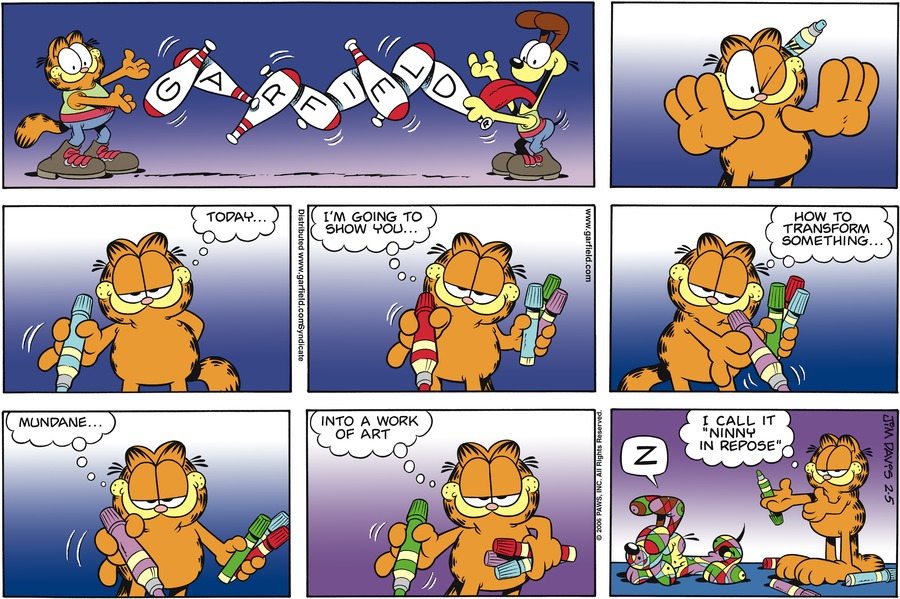 GARFIELD
TODAY...
Distributed www.garfield.com/Syndicate
I'M GOING TO
SHOW YOU...
www.garfield.com
HOW TO
TRANSFORM
SOMETHING...
MUNDANE...
INTO A WORK
OF ART
© 2006 PAWS, INC. All Rights Reserved.
Z
I CALL IT
"NINNY
IN REPOSE"
JIM DAVIS 2-5